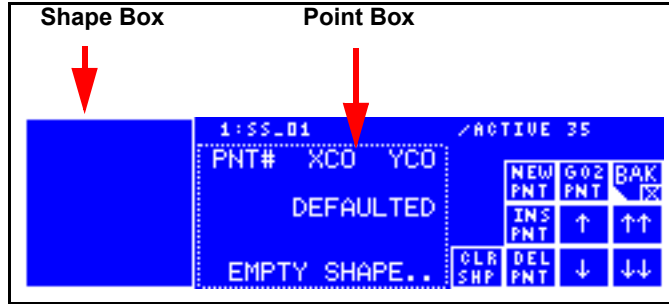 Shape Box Point Box
1:SS_01 /ACTIVE 35
PNT# XCO YCO
DEFAULTED
EMPTY SHAPE..
NEW PNT GO2 PNT BAK
INS PNT ↑ ↑↑
CLR SHP DEL PNT ↓ ↓↓